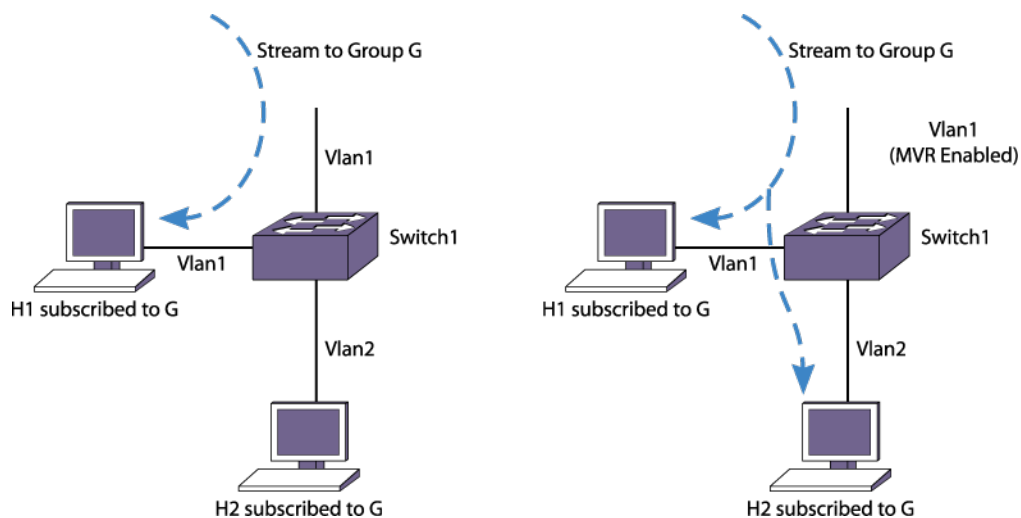 Stream to Group G
Vlan1
Switch1
Vlan1
H1 subscribed to G
Vlan2
H2 subscribed to G
Stream to Group G
Vlan1
(MVR Enabled)
Switch1
Vlan1
H1 subscribed to G
Vlan2
H2 subscribed to G